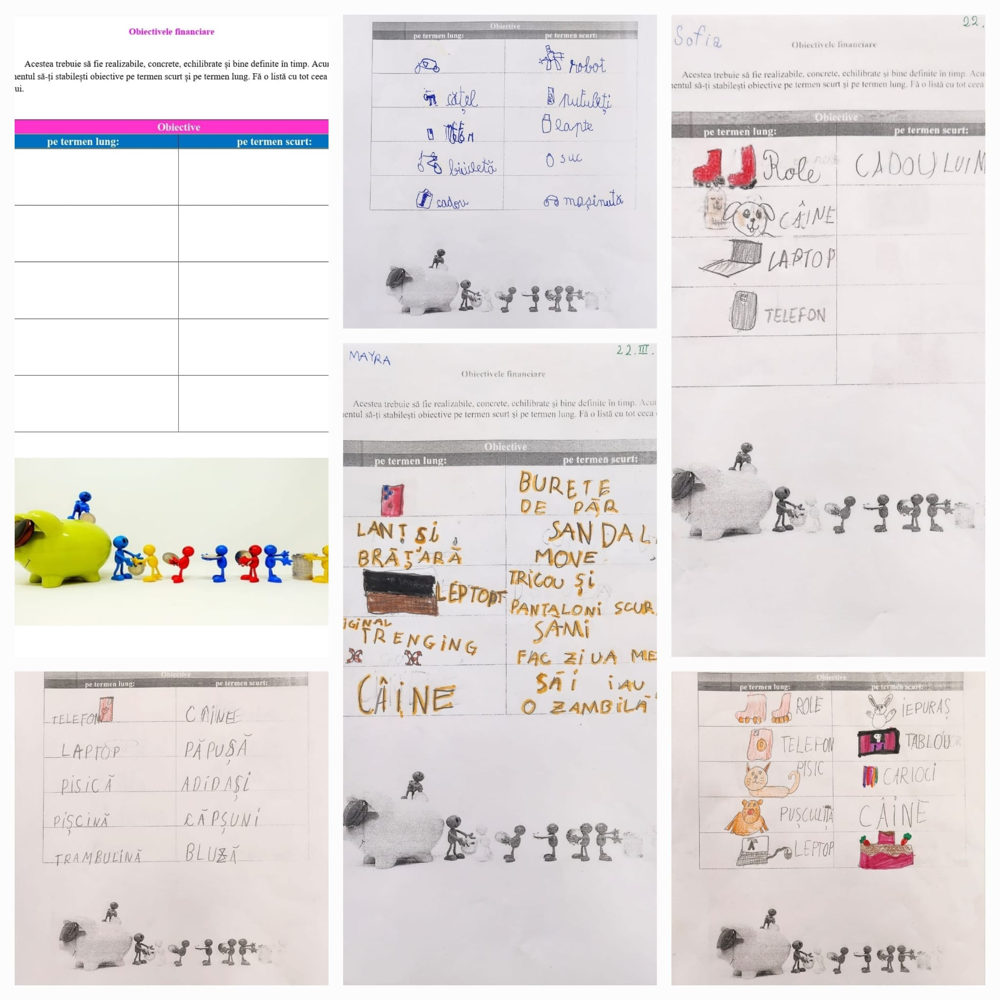 Obiectivele financiare
Acestea trebuie să fie realizabile, concrete, echilibrate și bine definite în timp. Acu
entul să-ți stabilești obiective pe termen scurt și pe termen lung. Fă o listă cu tot ceea
ui.
Obiective
pe termen lung: pe termen scurt:
Obiective
pe termen lung: pe termen scurt:
robot
cățel
lapte
bicicletă suc
cadou mașinută
Sofia 22.
Obiectivele financiare
Acestea trebuie să fie realizabile, concrete, echilibrate și bine definite în timp. Acu
entul să-ți stabilești obiective pe termen scurt și pe termen lung. Fă o listă cu tot ceea
Obiective
pe termen lung: pe termen scurt:
Role CADOU LUI M
CÂINE
LAPTOP
TELEFON
MAYRA 22.III.
Obiectivele financiare
Acestea trebuie să fie realizabile, concrete, echilibrate și bine definite în timp. Acu
entul să-ți stabilești obiective pe termen scurt și pe termen lung. Fă o listă cu tot ceea
Obiective
pe termen lung: pe termen scurt:
BURETE
DE PĂR
LANȚ Si SANDAL
BRĂȚARĂ MOVE
LEPTOPT TRiCOU Și
PANTALONi SCUR
IGiNAL SĂMi
TRENGiNG FAC ZiUA ME
CÂiNE SĂi iAU
O ZAMBiLĂ
Obiective
pe termen lung: pe termen scurt:
TELEFON CÂiNE
LAPTOP PĂPUȘĂ
PiSiCĂ ADiDAȘi
PiȘCiNĂ CĂPȘUNi
TRAMBULiNĂ BLUZĂ
Obiective
pe termen lung: pe termen scurt:
ROLE iEPURAȘ
TELEFON TABLOU
PISIC CARIOCi
PUȘCULIȚĂ CÂiNE
LEPTOP